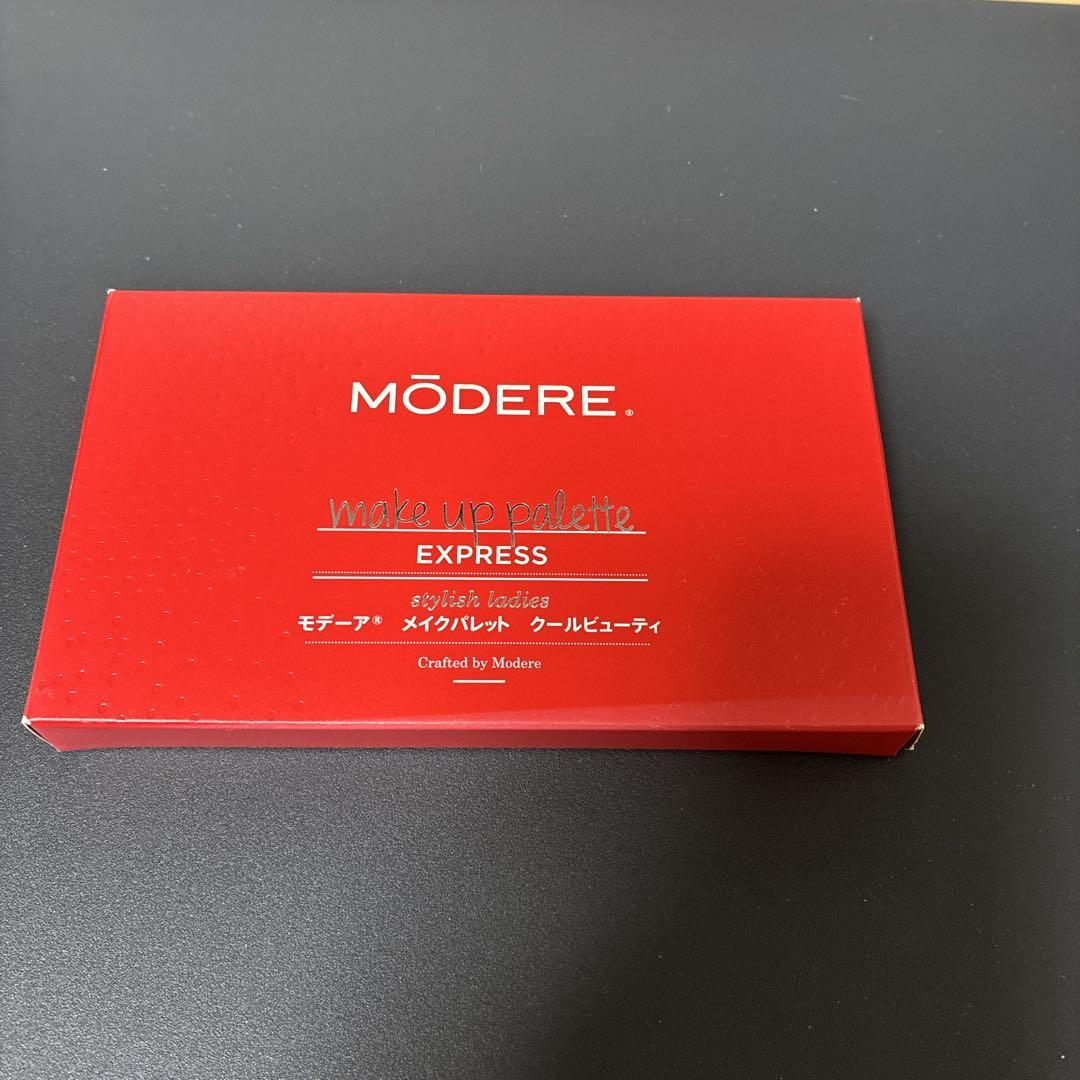 MŌDERE®
make up palette
EXPRESS
stylish ladies
モデーア® メイクパレット クールビューティ
Crafted by Modere